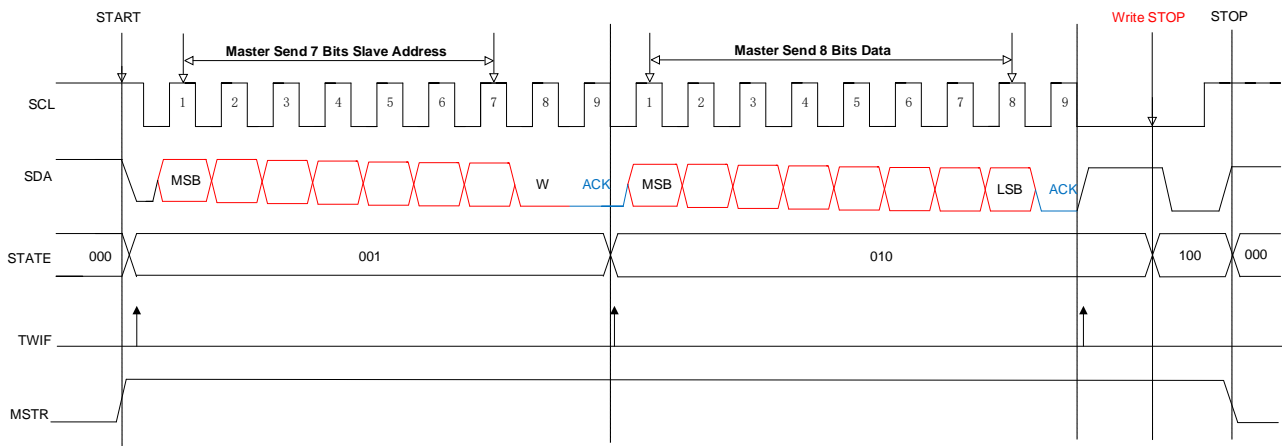 START Write STOP STOP
Master Send 7 Bits Slave Address Master Send 8 Bits Data
SCL 1 2 3 4 5 6 7 8 9 1 2 3 4 5 6 7 8 9
SDA MSB W ACK MSB LSB ACK
STATE 000 001 010 100 000
TWIF
MSTR